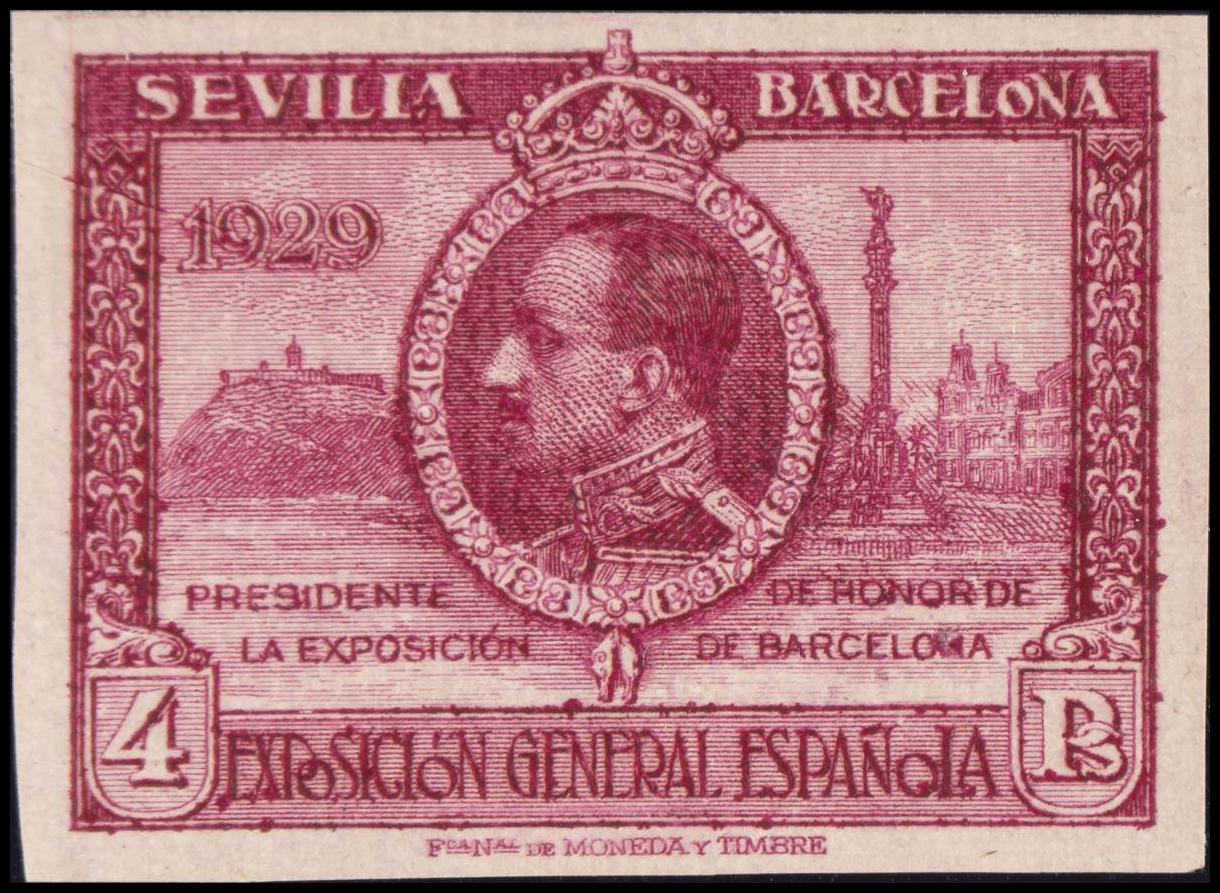 SEVILLA BARCELONA
1929
PRESIDENTE DE HONOR DE
LA EXPOSICIÓN DE BARCELONA
4 EXPOSICIÓN GENERAL ESPAÑOLA Ps
FCA NAL DE MONEDA Y TIMBRE